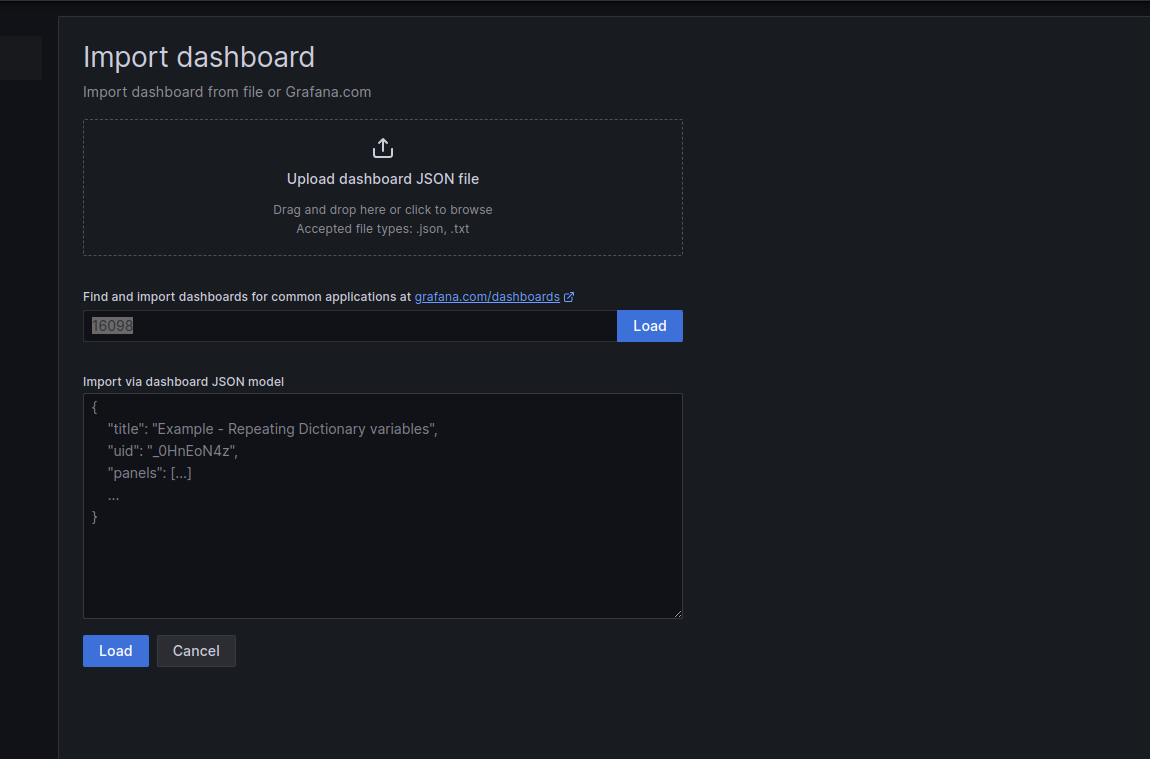 Import dashboard
Import dashboard from file or Grafana.com
Upload dashboard JSON file
Drag and drop here or click to browse
Accepted file types: .json, .txt
Find and import dashboards for common applications at grafana.com/dashboards
16098
Load
Import via dashboard JSON model
{
"title": "Example - Repeating Dictionary variables",
"uid": "_0HnEoN4z",
"panels": [...]
...
}
Load
Cancel